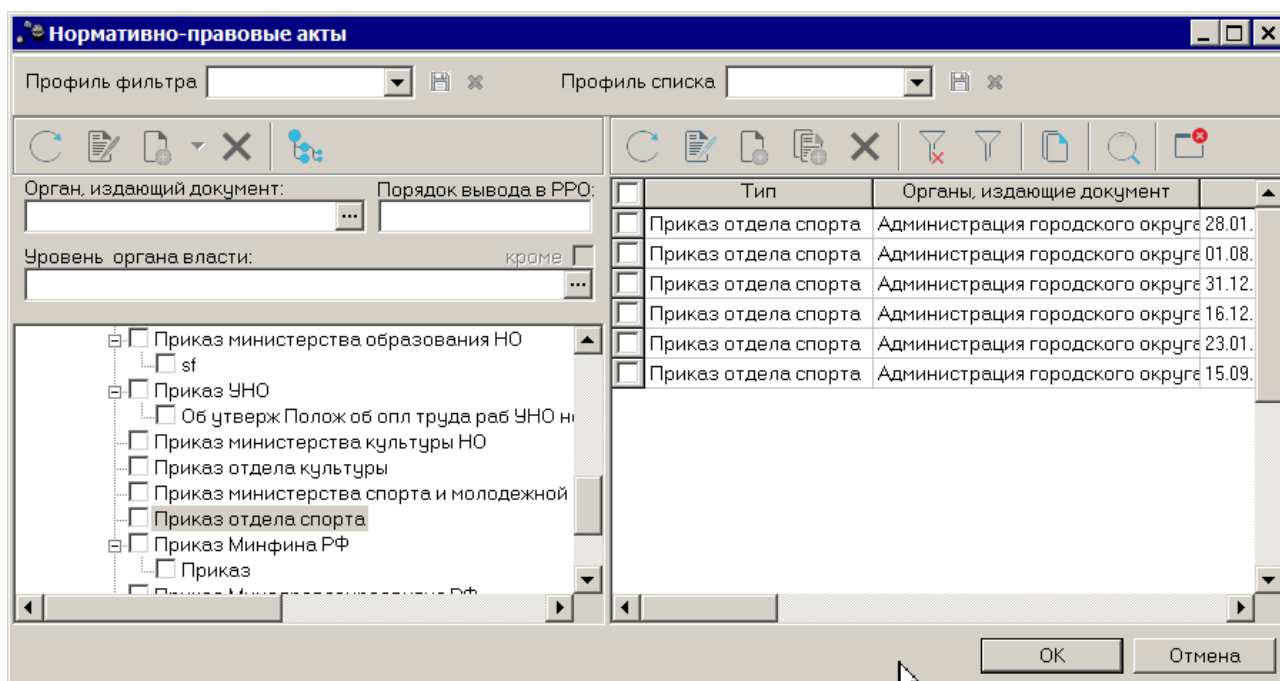 Нормативно-правовые акты
Профиль фильтра
Профиль списка
Орган, издающий документ:
Порядок вывода в РРО:
Уровень органа власти:
кроме
Приказ министерства образования НО
sf
Приказ УНО
Об утверж Полож об опл труда раб УНО
Приказ министерства культуры НО
Приказ отдела культуры
Приказ министерства спорта и молодежной
Приказ отдела спорта
Приказ Минфина РФ
Приказ
Тип Органы, издающие документ
Приказ отдела спорта Администрация городского округа 28.01.
Приказ отдела спорта Администрация городского округа 01.08.
Приказ отдела спорта Администрация городского округа 31.12.
Приказ отдела спорта Администрация городского округа 16.12.
Приказ отдела спорта Администрация городского округа 23.01.
Приказ отдела спорта Администрация городского округа 15.09.
OK
Отмена